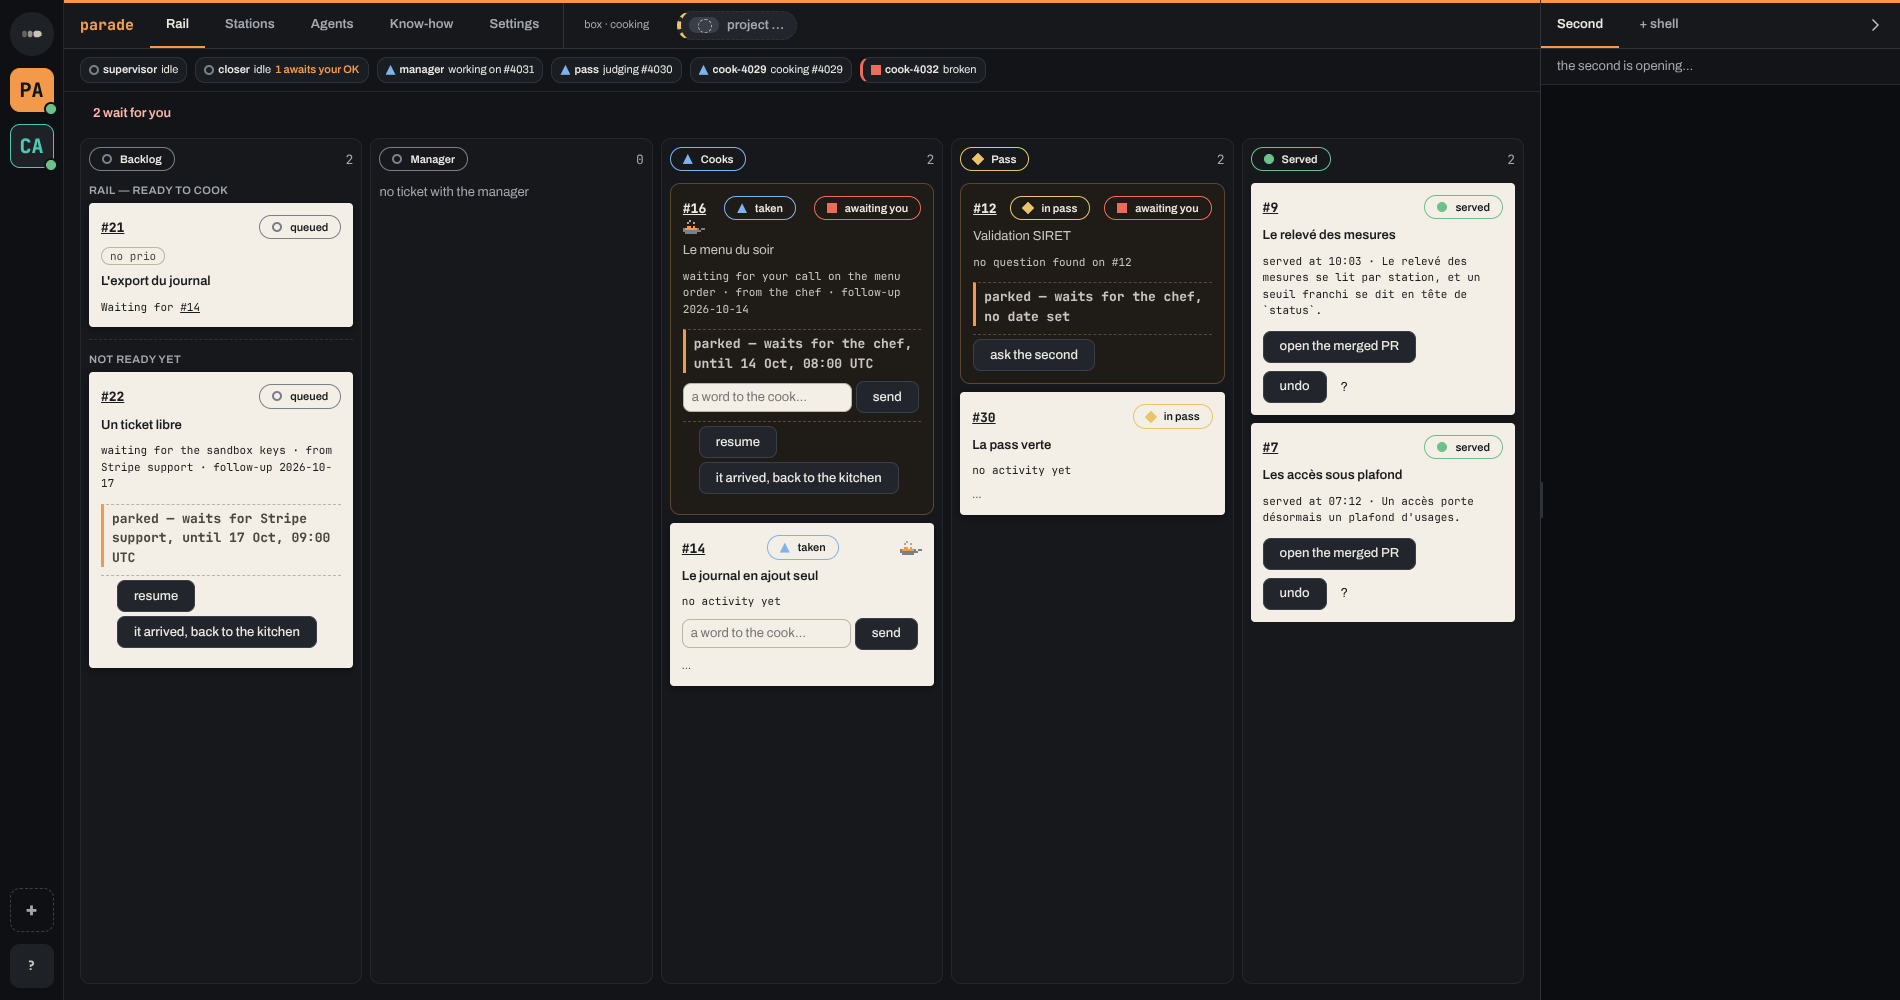 parade
Rail
Stations
Agents
Know-how
Settings
box · cooking
project ...
Second
+ shell
the second is opening...
PA
CA
+
?
supervisor idle
closer idle 1 awaits your OK
manager working on #4031
pass judging #4030
cook-4029 cooking #4029
cook-4032 broken
2 wait for you
Backlog 2
RAIL — READY TO COOK
#21 queued
no prio
L'export du journal
Waiting for #14
NOT READY YET
#22 queued
Un ticket libre
waiting for the sandbox keys · from
Stripe support · follow-up 2026-10-
17
parked — waits for Stripe
support, until 17 Oct, 09:00
UTC
resume
it arrived, back to the kitchen
Manager 0
no ticket with the manager
Cooks 2
#16 taken awaiting you
Le menu du soir
waiting for your call on the menu
order · from the chef · follow-up
2026-10-14
parked — waits for the chef,
until 14 Oct, 08:00 UTC
a word to the cook... send
resume
it arrived, back to the kitchen
#14 taken
Le journal en ajout seul
no activity yet
a word to the cook... send
...
Pass 2
#12 in pass awaiting you
Validation SIRET
no question found on #12
parked — waits for the chef,
no date set
ask the second
#30 in pass
La pass verte
no activity yet
...
Served 2
#9 served
Le relevé des mesures
served at 10:03 · Le relevé des
mesures se lit par station, et un
seuil franchi se dit en tête de
`status`.
open the merged PR
undo ?
#7 served
Les accès sous plafond
served at 07:12 · Un accès porte
désormais un plafond d'usages.
open the merged PR
undo ?